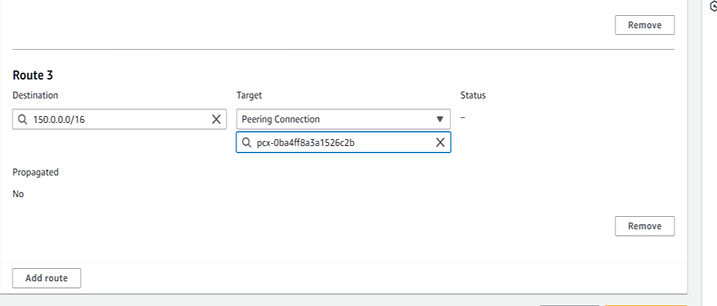 Remove
Route 3
Destination
Target
Status
150.0.0.0/16
Peering Connection
–
pcx-0ba4ff8a3a1526c2b
Propagated
No
Remove
Add route